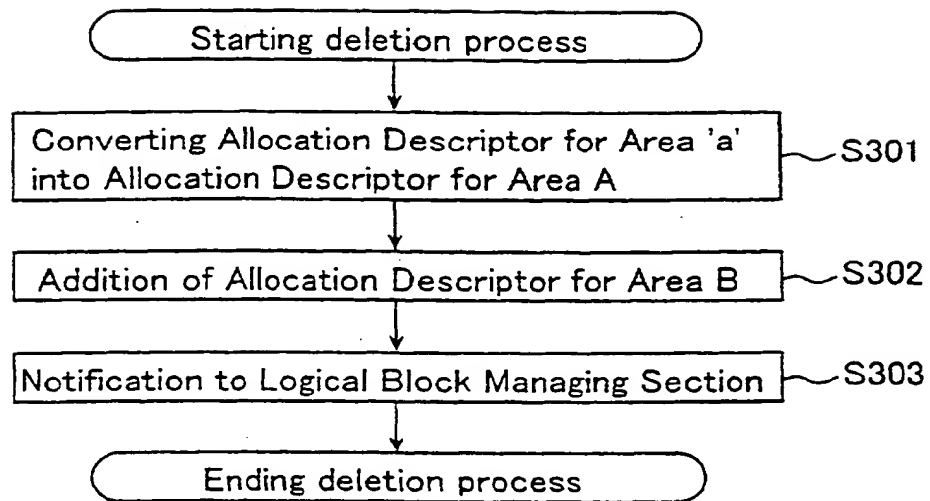 Starting deletion process
Converting Allocation Descriptor for Area 'a'
into Allocation Descriptor for Area A
S301
Addition of Allocation Descriptor for Area B
S302
Notification to Logical Block Managing Section
S303
Ending deletion process